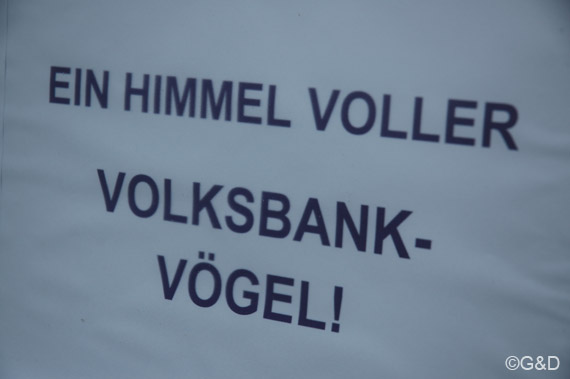 EIN HIMMEL VOLLER
VOLKSBANK-
VÖGEL!
©G&D